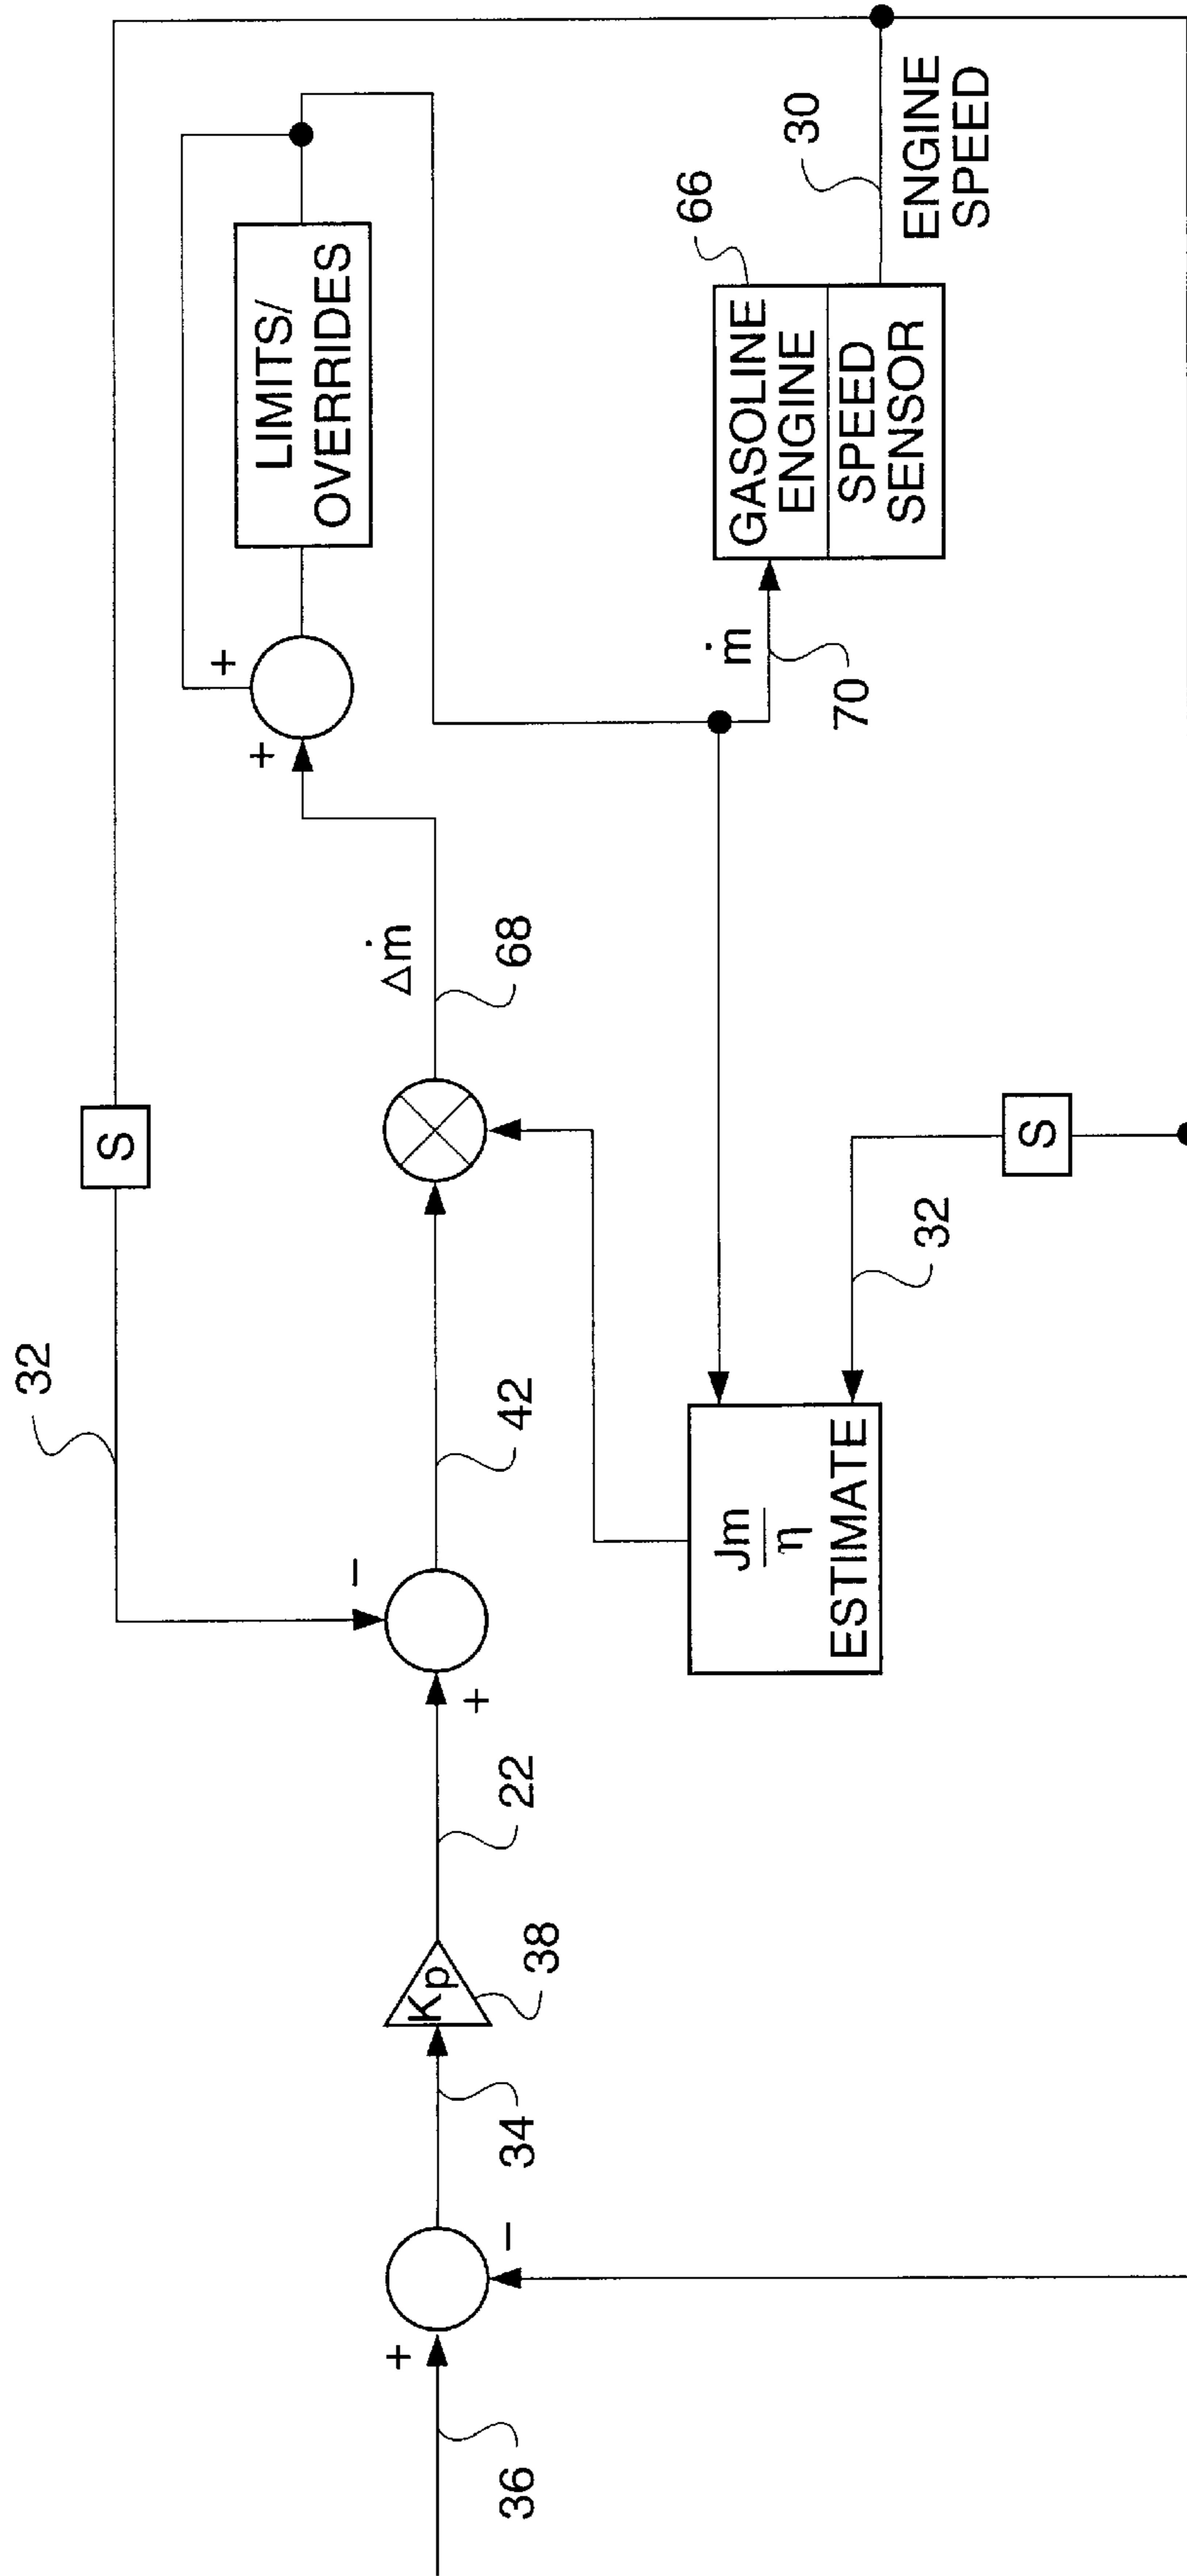 32
S
LIMITS/
OVERRIDES
+
+
Δṁ
68
−
42
+
22
Kp
38
34
+
−
36
Jm
η
ESTIMATE
32
S
ṁ
70
GASOLINE
ENGINE
SPEED
SENSOR
66
30
ENGINE
SPEED